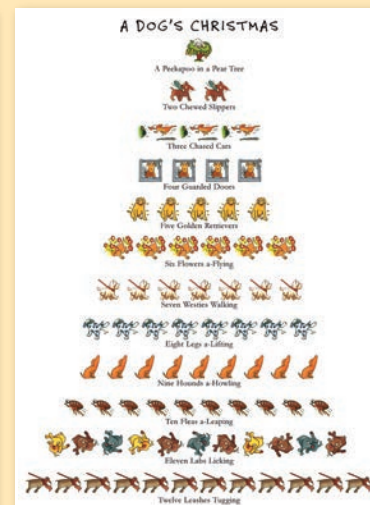 A DOG'S CHRISTMAS
A Peekapoo in a Pear Tree
Two Chewed Slippers
Three Chased Cars
Four Guarded Doors
Five Golden Retrievers
Six Flowers a-Flying
Seven Westies Walking
Eight Legs a-Lifting
Nine Hounds a-Howling
Ten Fleas a-Leaping
Eleven Labs Licking
Twelve Leashes Tugging